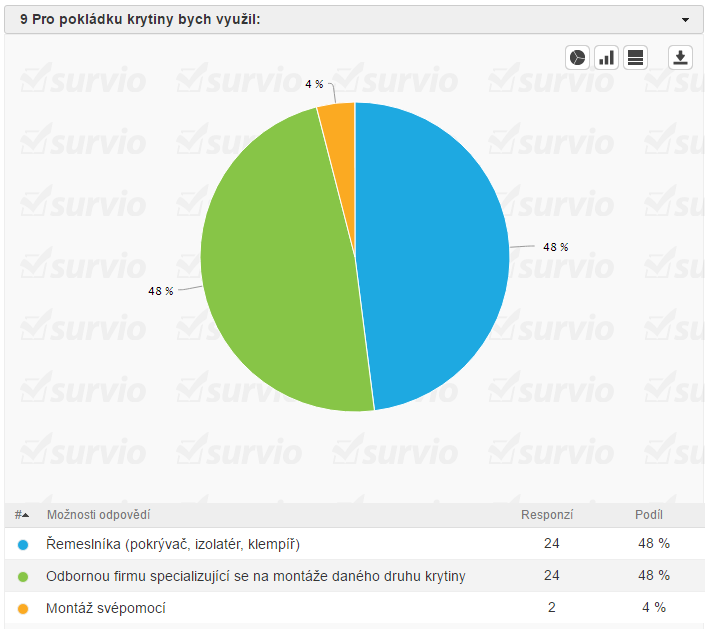 9 Pro pokládku krytiny bych využil:
survio
4 %
48 %
48 %
#
Možnosti odpovědí Responzí Podíl
Řemeslníka (pokrývač, izolatér, klempíř) 24 48 %
Odbornou firmu specializující se na montáže daného druhu krytiny 24 48 %
Montáž svépomocí 2 4 %